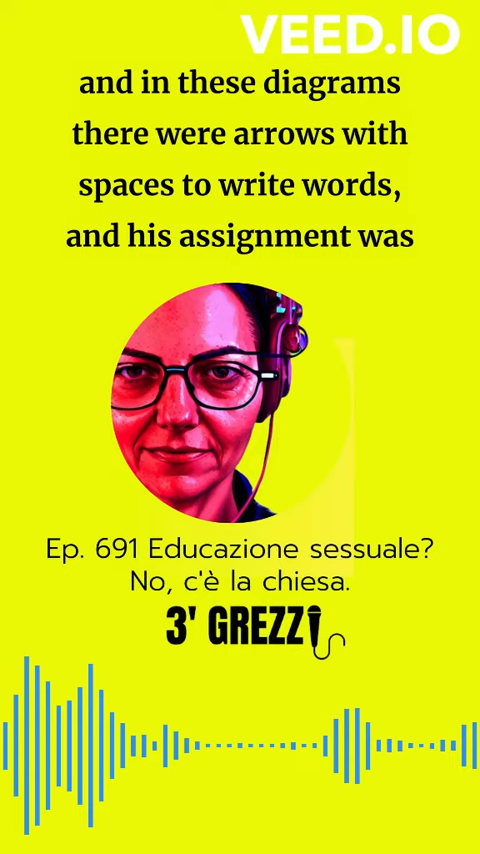 VEED.IO
and in these diagrams
there were arrows with
spaces to write words,
and his assignment was
Ep. 691 Educazione sessuale?
No, c'è la chiesa.
3' GREZZI